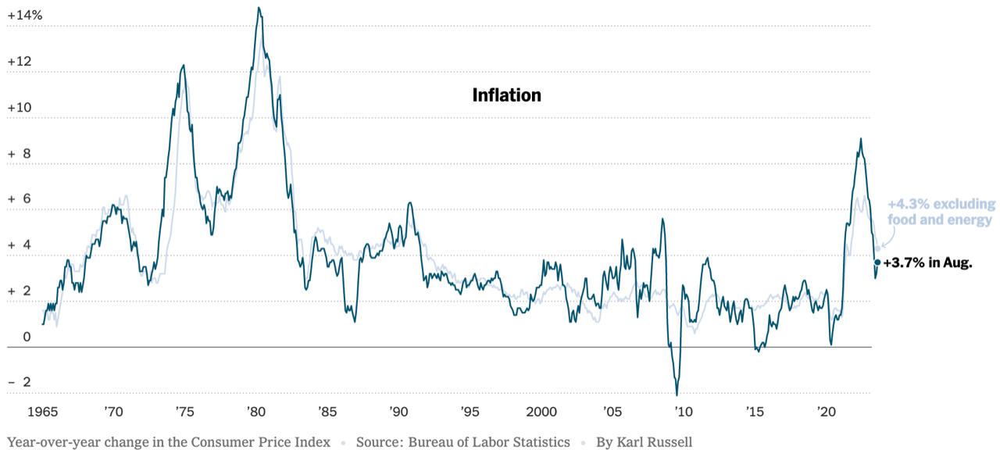 +14%
+12
+10
+ 8
+ 6
+ 4
+ 2
0
– 2
Inflation
+4.3% excluding
food and energy
+3.7% in Aug.
1965 ’70 ’75 ’80 ’85 ’90 ’95 2000 ’05 ’10 ’15 ’20
Year-over-year change in the Consumer Price Index • Source: Bureau of Labor Statistics • By Karl Russell